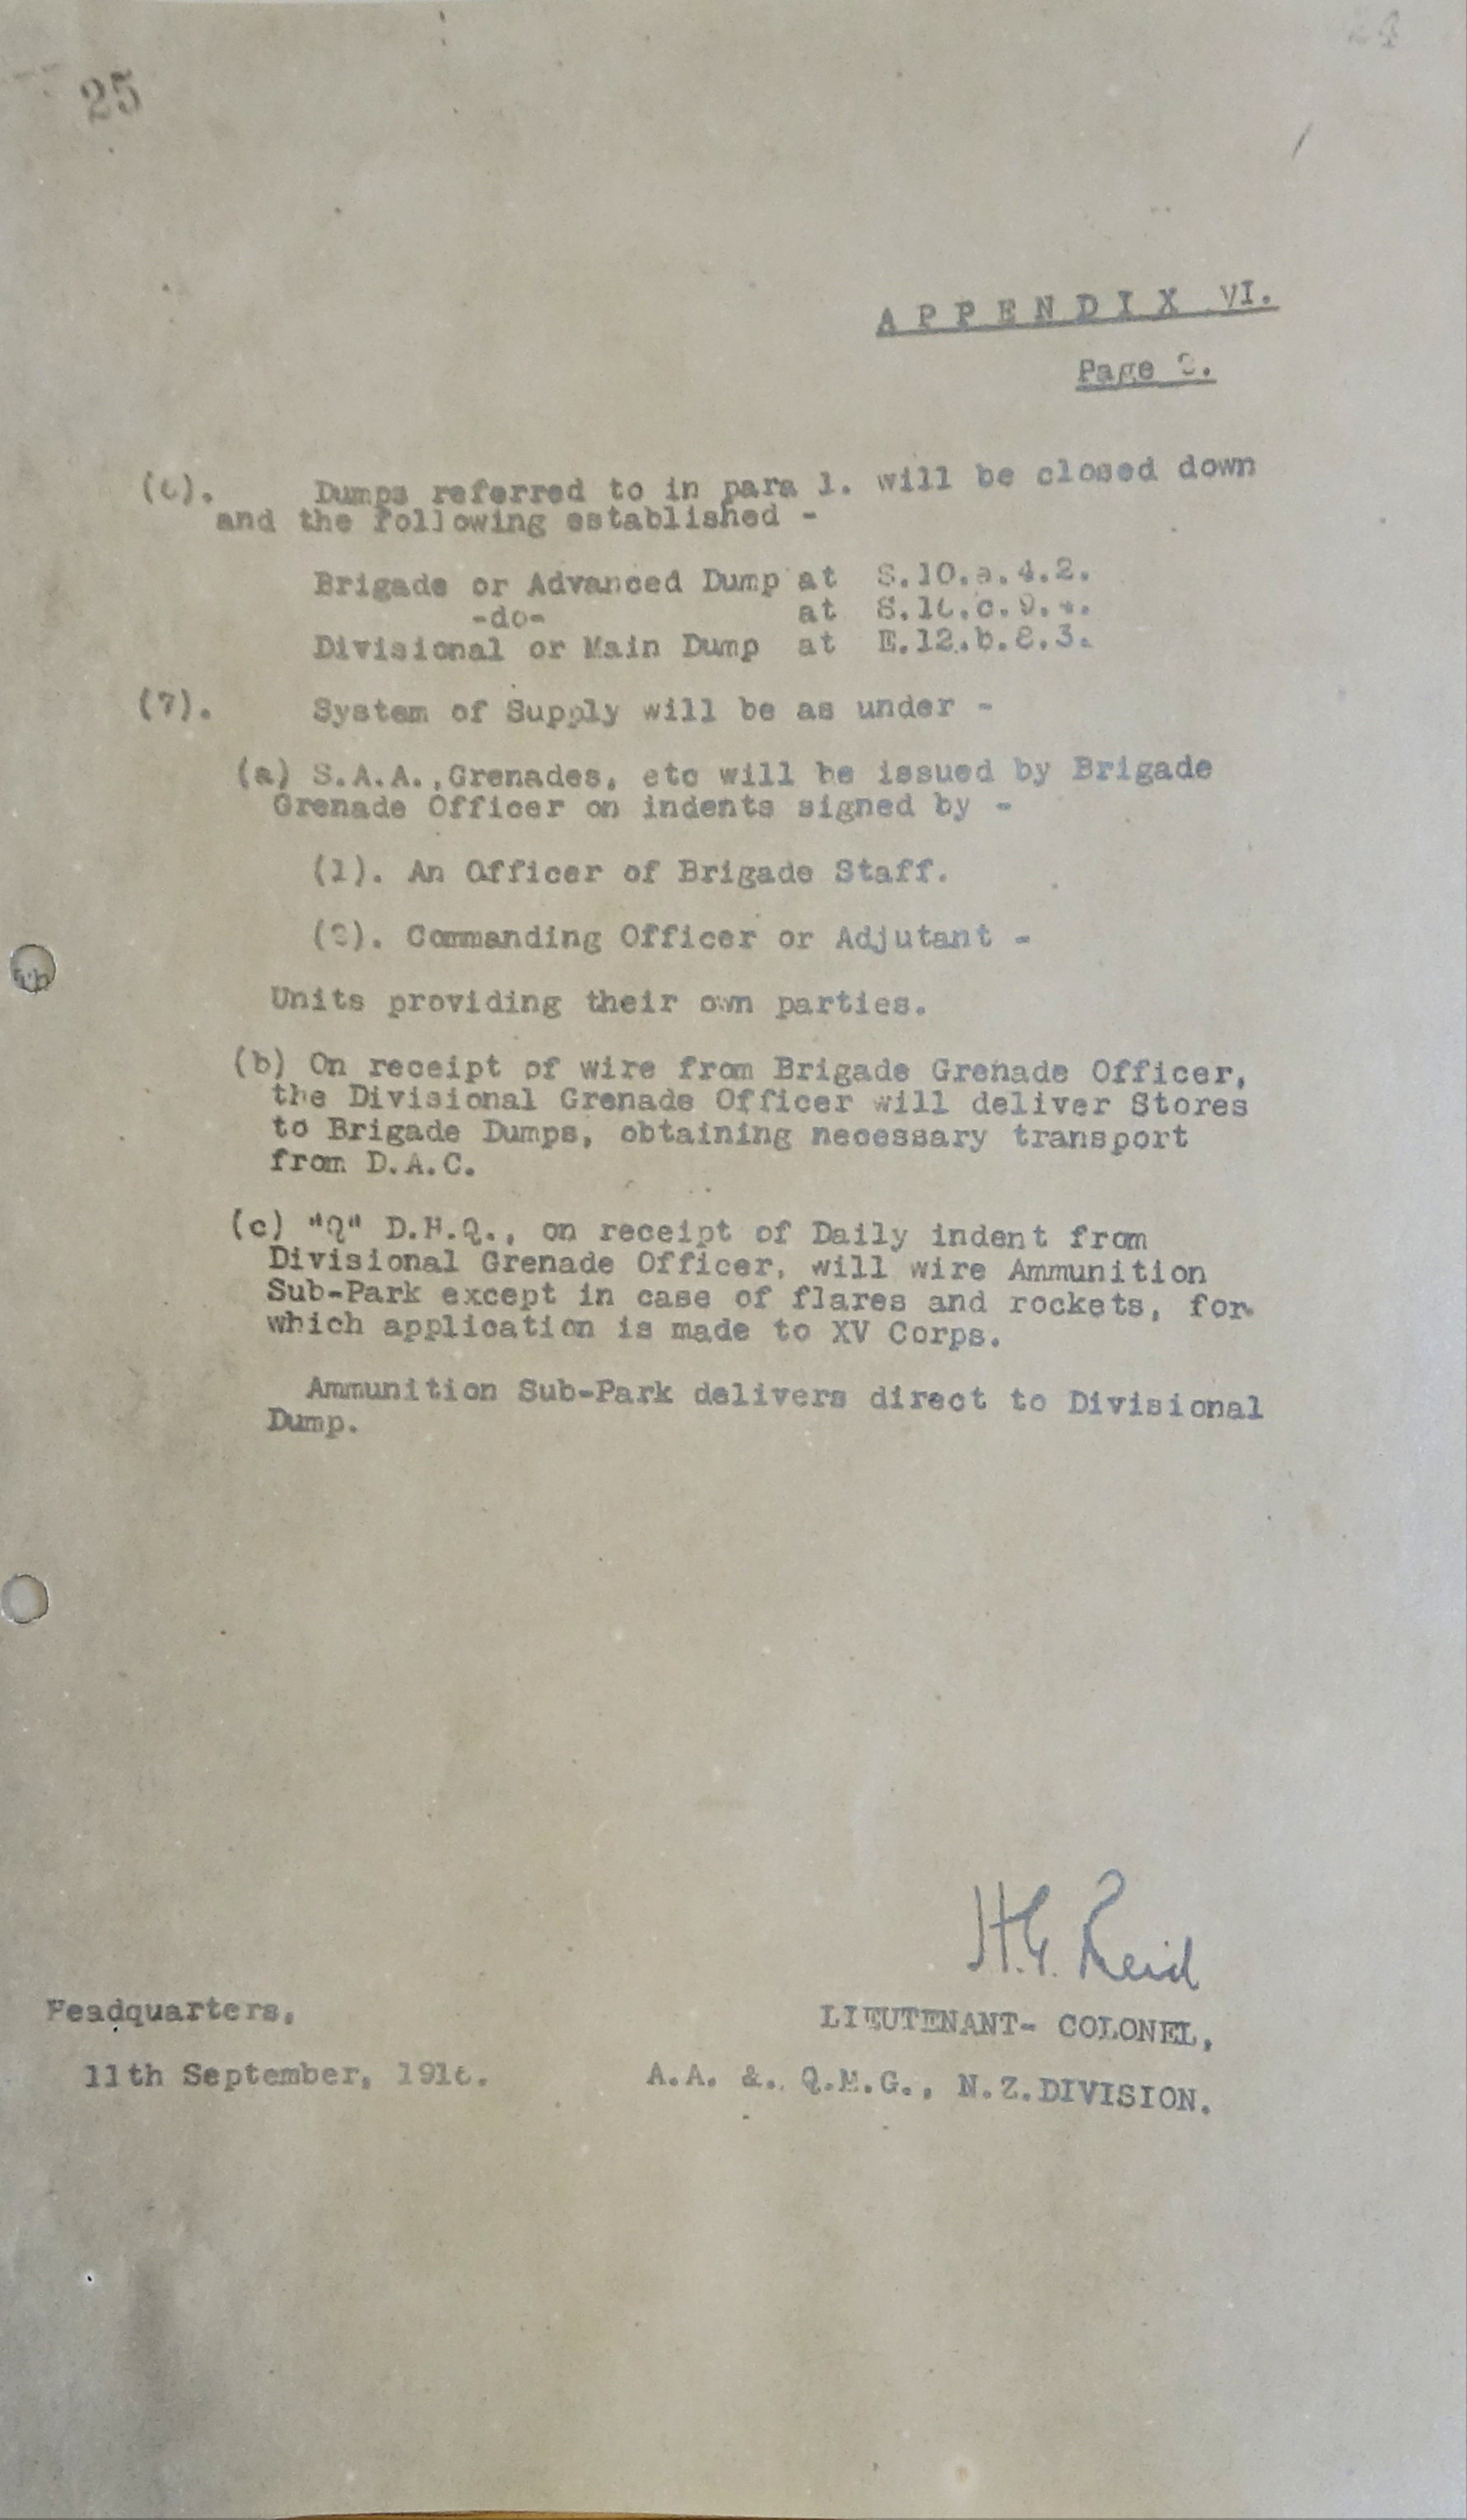 25
24
A P P E N D I X VI.
Page 2.
(6). Dumps referred to in para 1. will be closed down
and the following established -
Brigade or Advanced Dump at S.10.a.4.2.
-do- at S.16.c.9.4.
Divisional or Main Dump at E.12.b.8.3.
(7). System of Supply will be as under -
(a) S.A.A.,Grenades, etc will be issued by Brigade
Grenade Officer on indents signed by -
(1). An Officer of Brigade Staff.
(2). Commanding Officer or Adjutant -
Units providing their own parties.
(b) On receipt of wire from Brigade Grenade Officer,
the Divisional Grenade Officer will deliver Stores
to Brigade Dumps, obtaining necessary transport
from D.A.C.
(c) "Q" D.H.Q., on receipt of Daily indent from
Divisional Grenade Officer, will wire Ammunition
Sub-Park except in case of flares and rockets, for
which application is made to XV Corps.
Ammunition Sub-Park delivers direct to Divisional
Dump.
H.G. Reid
Headquarters, LIEUTENANT- COLONEL,
11th September, 1916. A.A. &. Q.M.G., N.Z.DIVISION.